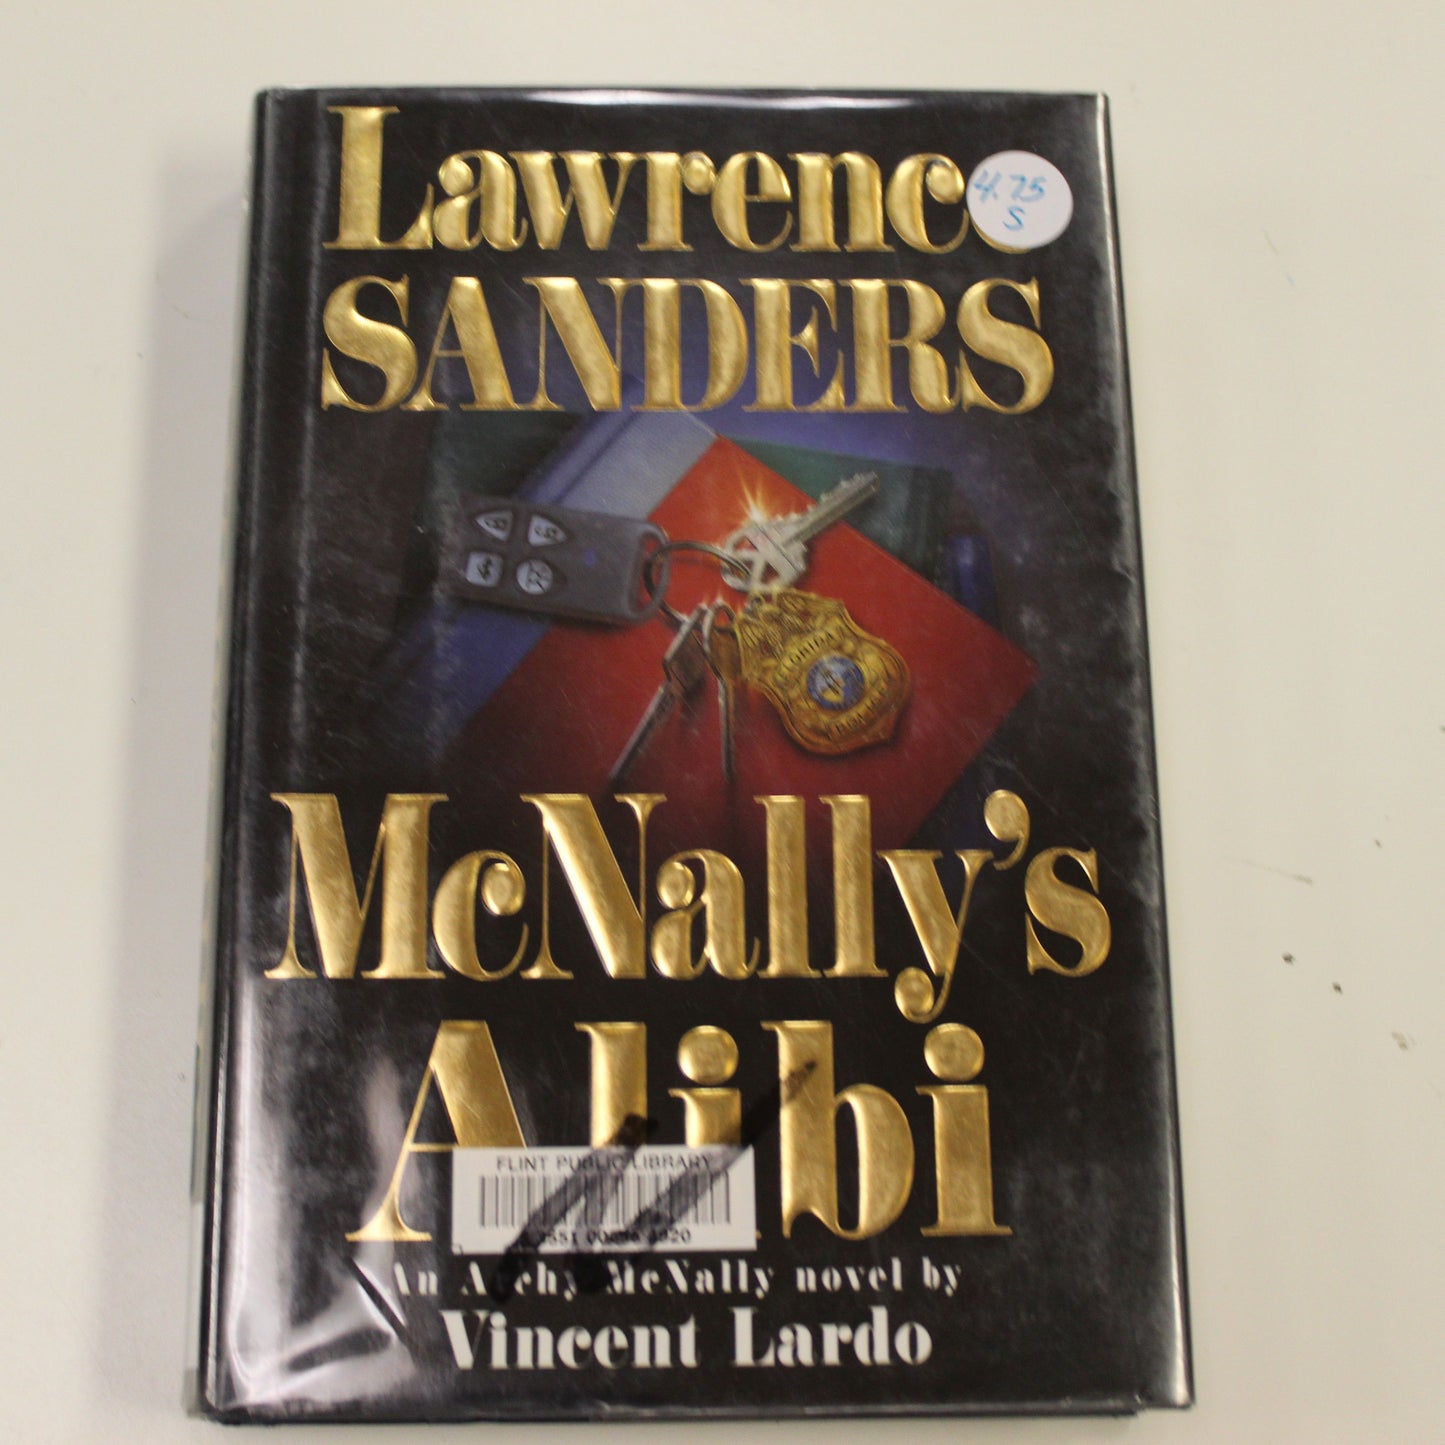 Lawrence
4.75
S
SANDERS
McNally's
Alibi
FLINT PUBLIC LIBRARY
An Archy McNally novel by
Vincent Lardo